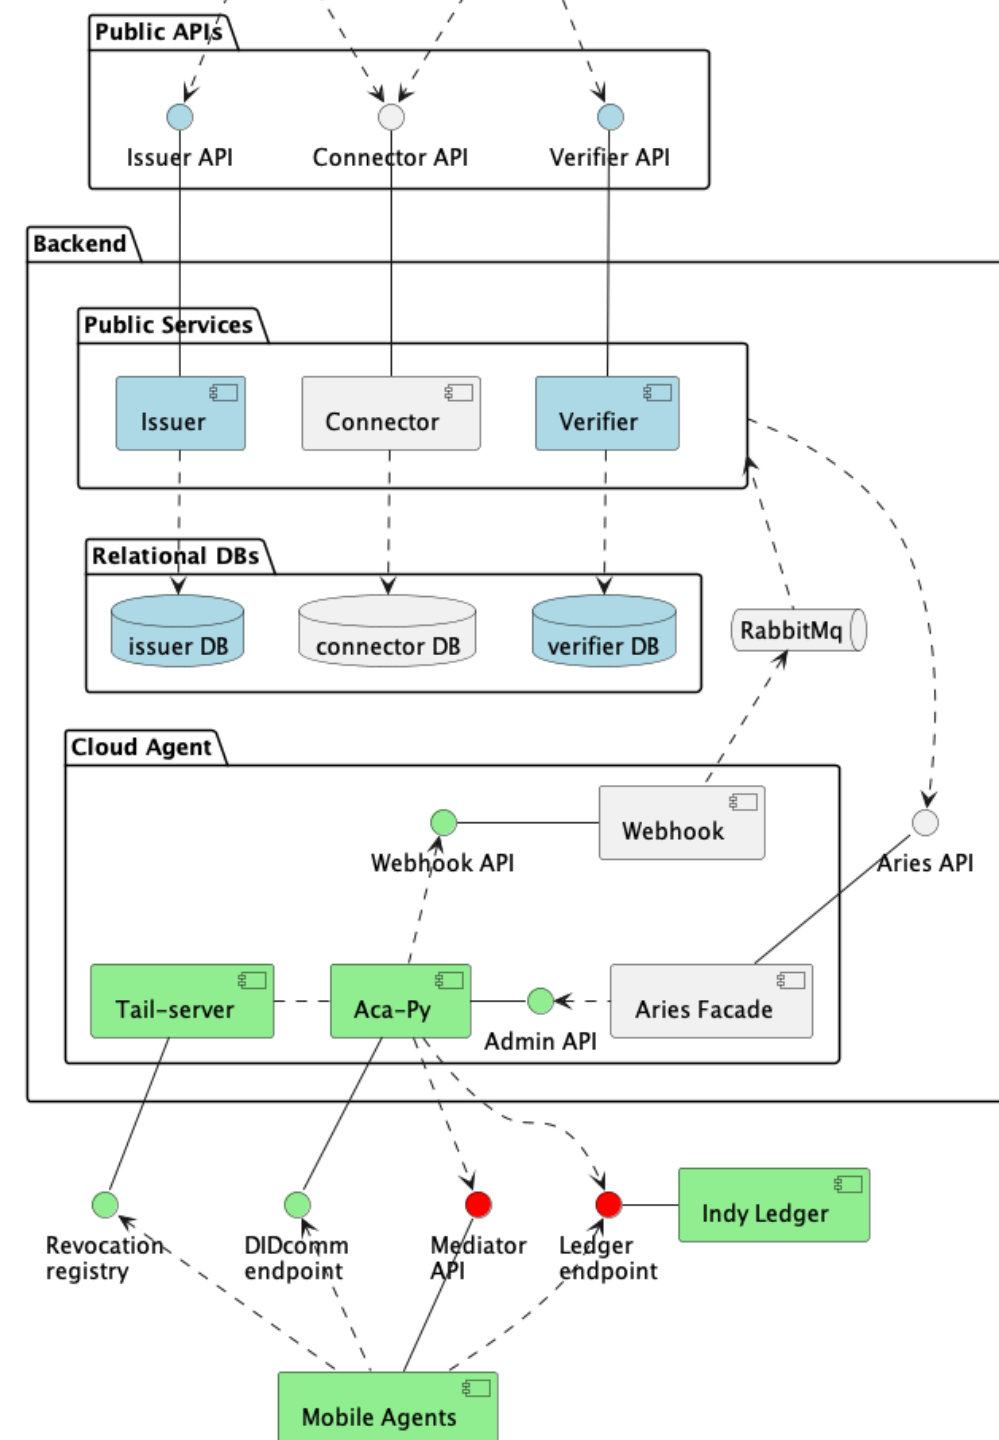 Public APIs
Issuer API
Connector API
Verifier API
Backend
Public Services
Issuer
Connector
Verifier
Relational DBs
issuer DB
connector DB
verifier DB
RabbitMq
Cloud Agent
Webhook
Webhook API
Aries API
Tail-server
Aca-Py
Admin API
Aries Facade
Indy Ledger
Revocation
registry
DIDcomm
endpoint
Mediator
API
Ledger
endpoint
Mobile Agents